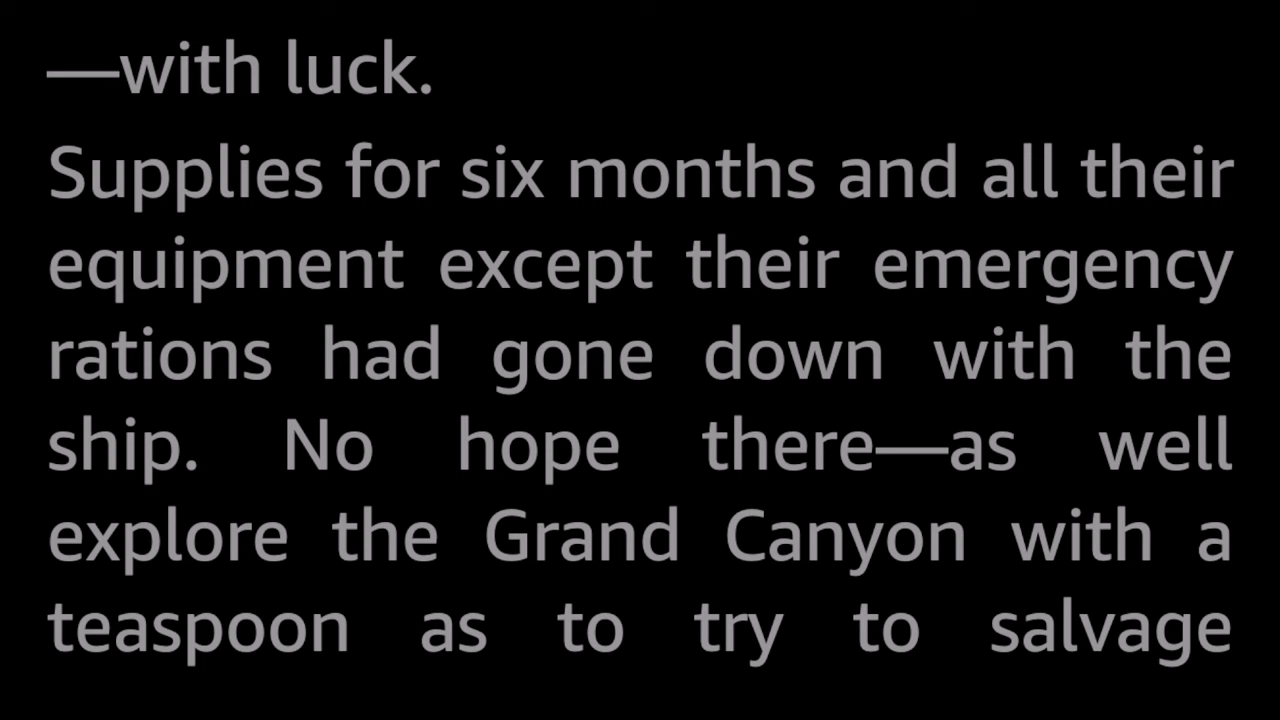 —with luck.
Supplies for six months and all their
equipment except their emergency
rations had gone down with the
ship. No hope there—as well
explore the Grand Canyon with a
teaspoon as to try to salvage